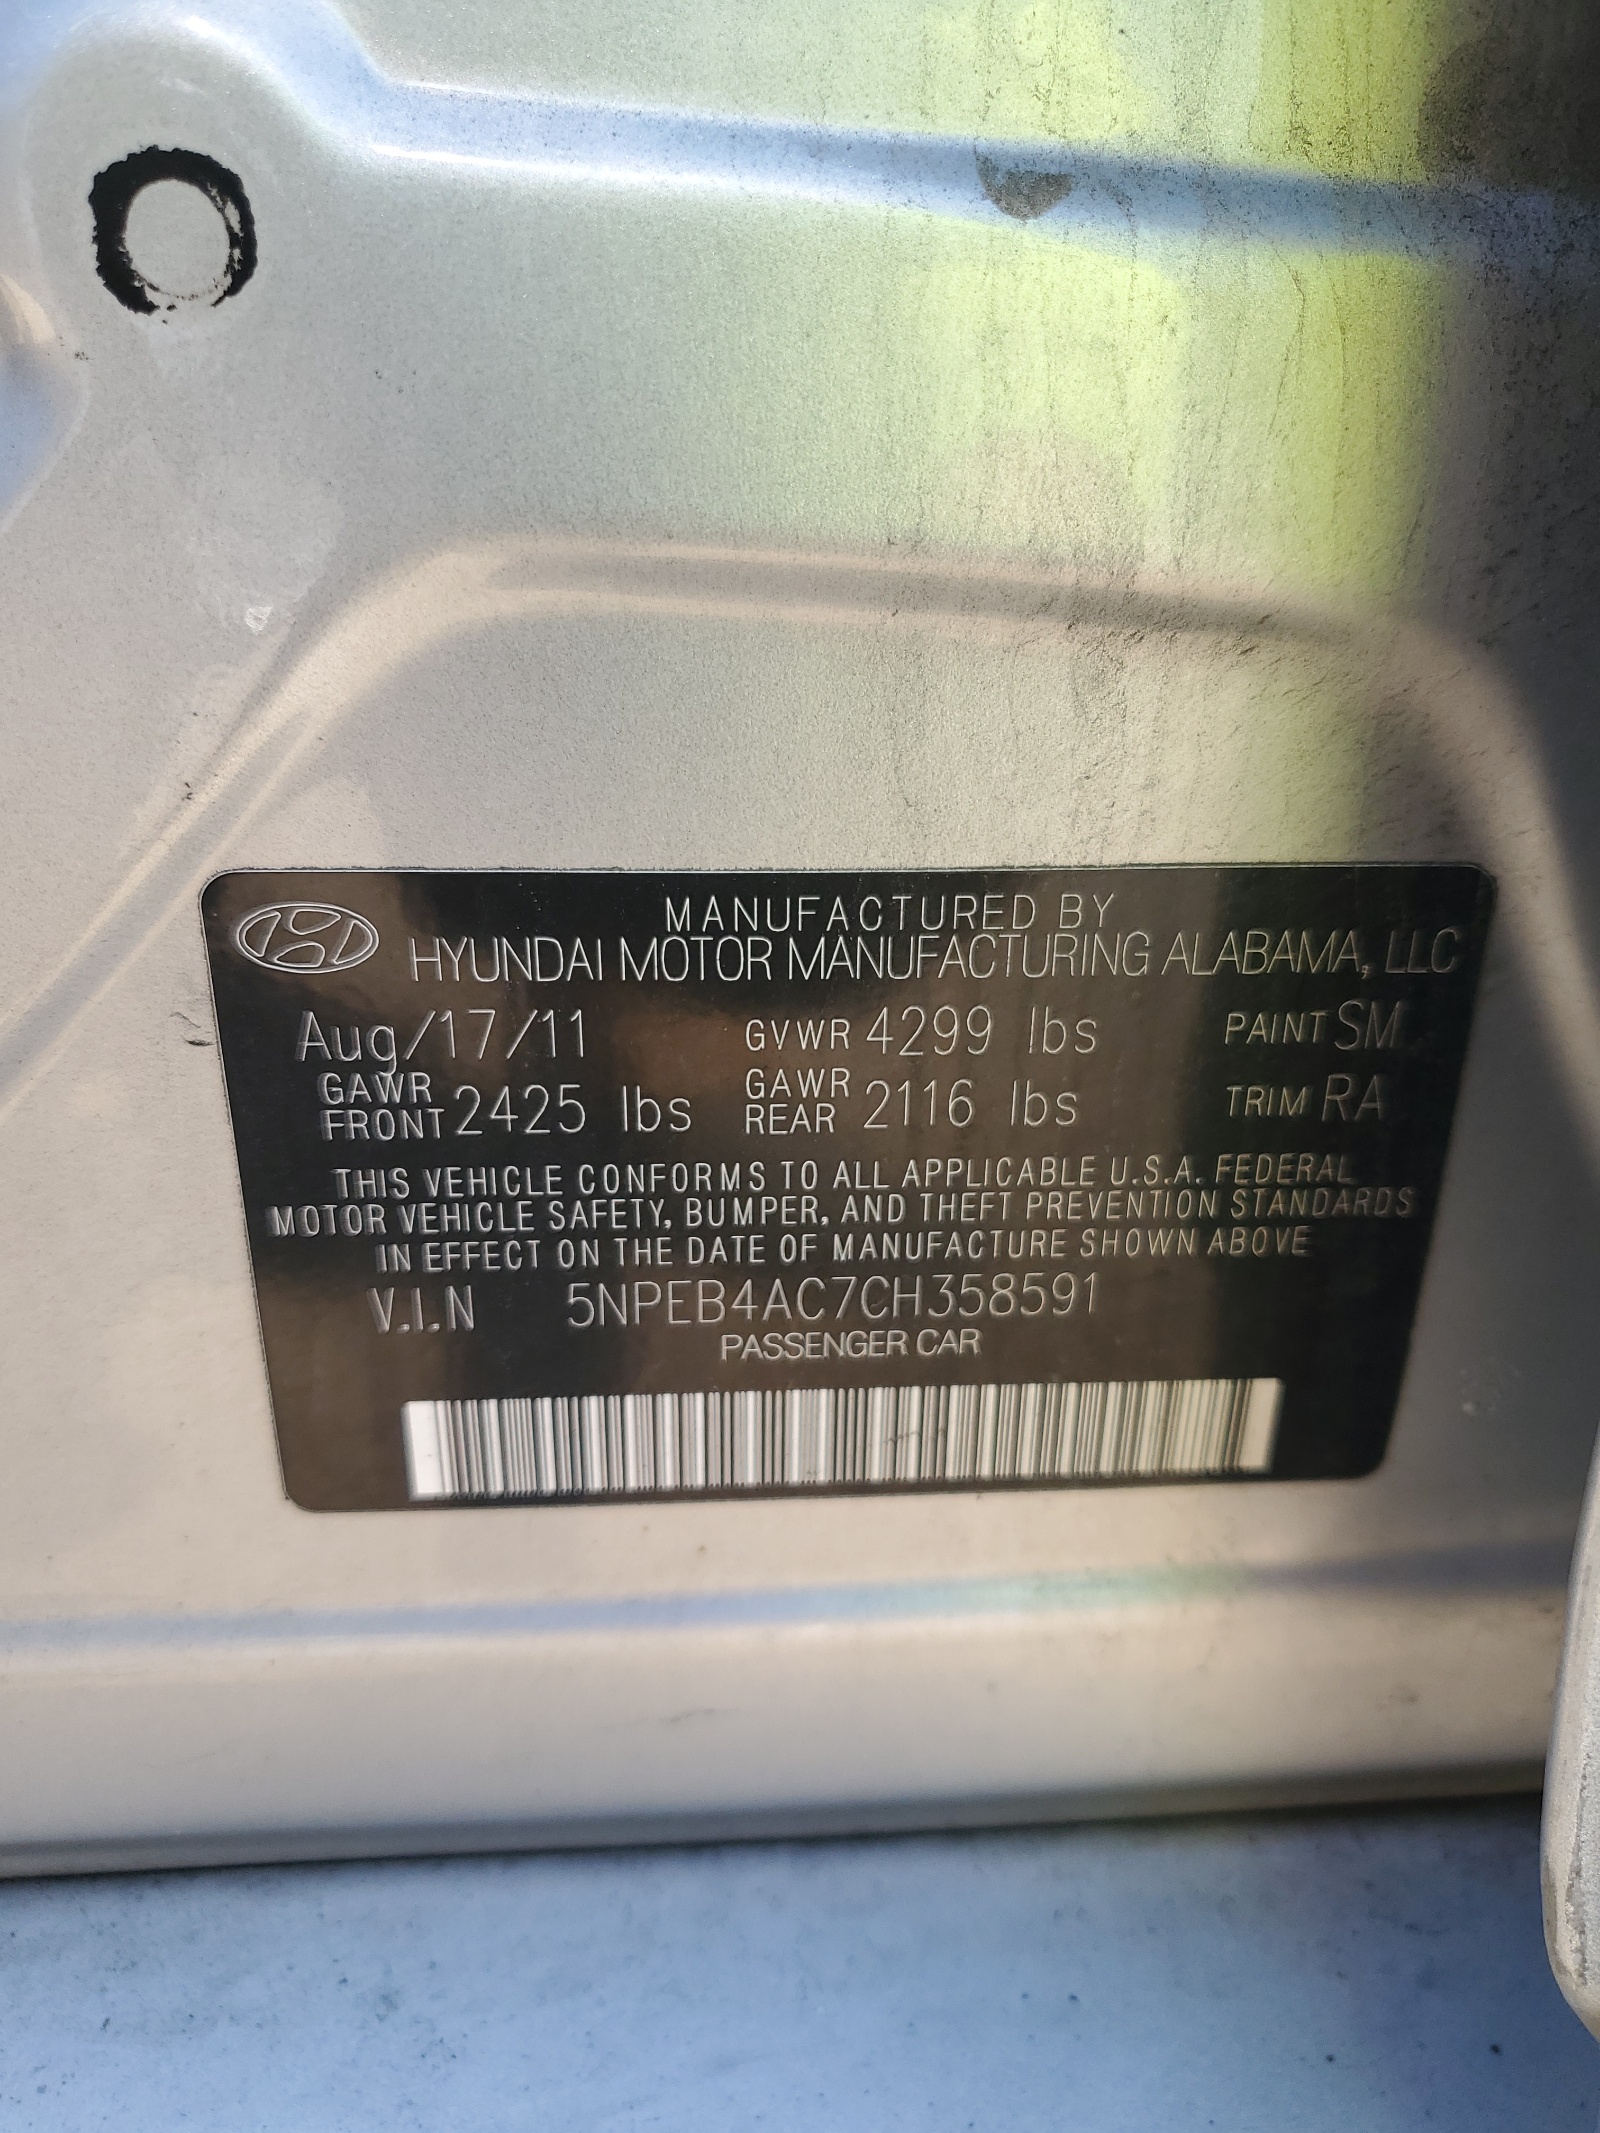 MANUFACTURED BY
HYUNDAI MOTOR MANUFACTURING ALABAMA, LLC
Aug/17/11 GVWR 4299 lbs PAINT SM
GAWR FRONT 2425 lbs GAWR REAR 2116 lbs TRIM RA
THIS VEHICLE CONFORMS TO ALL APPLICABLE U.S.A. FEDERAL
MOTOR VEHICLE SAFETY, BUMPER, AND THEFT PREVENTION STANDARDS
IN EFFECT ON THE DATE OF MANUFACTURE SHOWN ABOVE
V.I.N 5NPEB4AC7CH358591
PASSENGER CAR